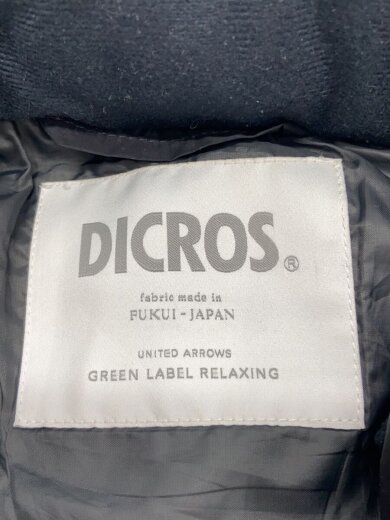 DICROS®
fabric made in
FUKUI - JAPAN
UNITED ARROWS
GREEN LABEL RELAXING